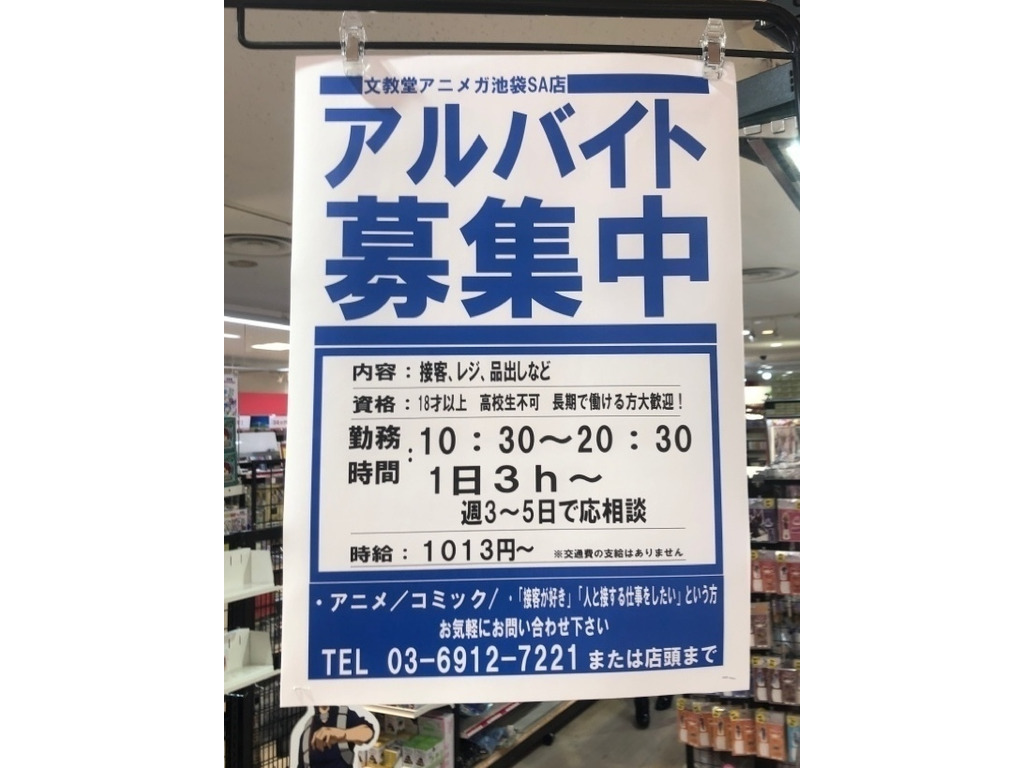 文教堂アニメガ池袋SA店
アルバイト
募集中
内容：接客、レジ、品出しなど
資格：18才以上　高校生不可　長期で働ける方大歓迎！
勤務時間：10：30～20：30
1日3h～
週3～5日で応相談
時給：1013円～　※交通費の支給はありません
・アニメ／コミック/ ・「接客が好き」「人と接する仕事をしたい」という方
お気軽にお問い合わせ下さい
TEL 03-6912-7221 または店頭まで